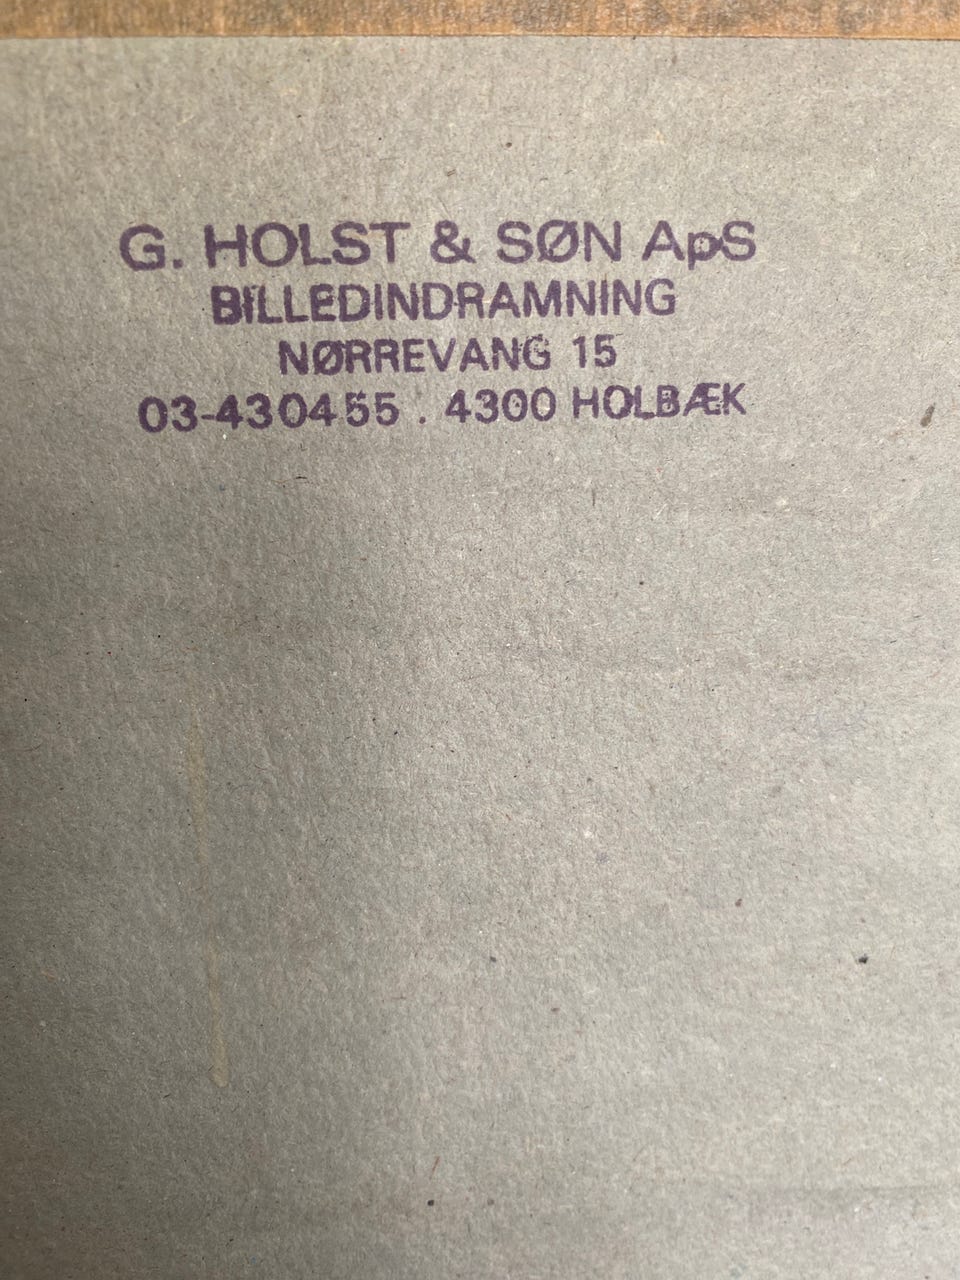 G. HOLST & SØN ApS
BILLEDINDRAMNING
NØRREVANG 15
03-430455 . 4300 HOLBÆK